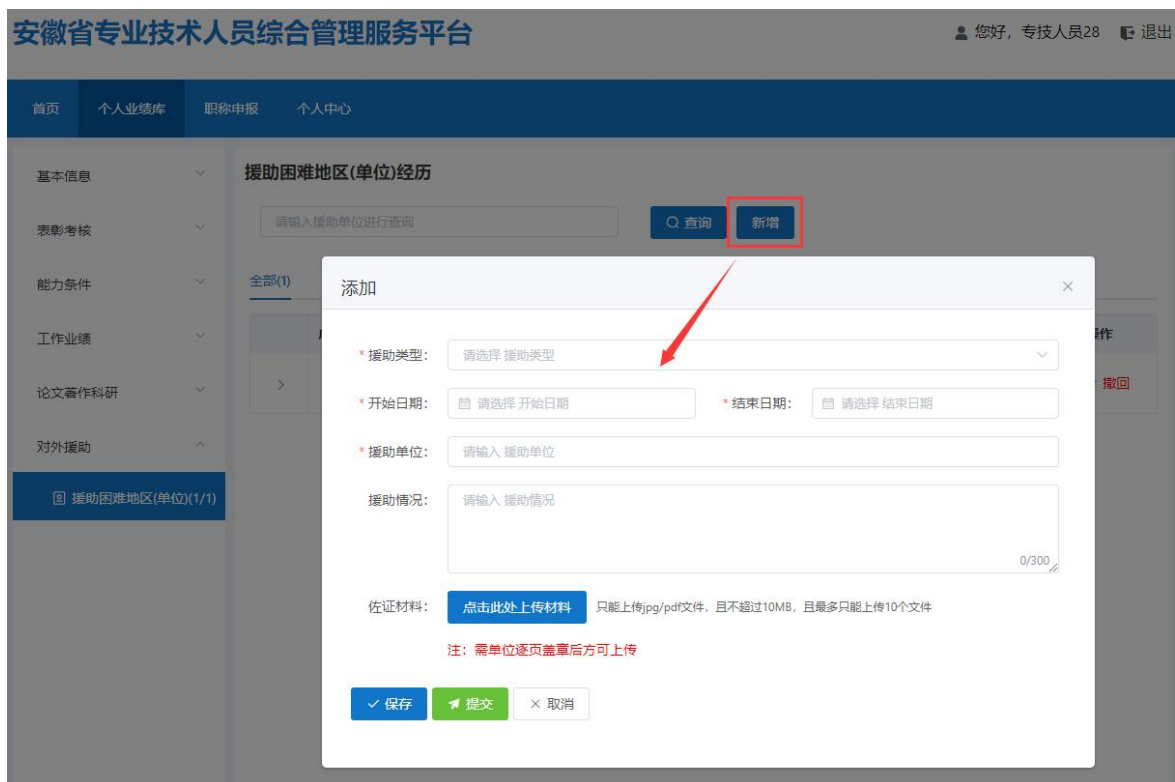 安徽省专业技术人员综合管理服务平台
您好，专技人员28 退出
首页 个人业绩库 职称申报 个人中心
基本信息
表彰考核
能力条件
工作业绩
论文著作科研
对外援助
援助困难地区(单位)(1/1)
援助困难地区(单位)经历
请输入援助单位进行查询 查询 新增
全部(1)
撤回
添加
*援助类型： 请选择 援助类型
*开始日期： 请选择 开始日期 *结束日期： 请选择 结束日期
*援助单位： 请输入 援助单位
援助情况： 请输入 援助情况
0/300
佐证材料： 点击此处上传材料 只能上传jpg/pdf文件，且不超过10MB，且最多只能上传10个文件
注：需单位逐页盖章后方可上传
保存 提交 取消